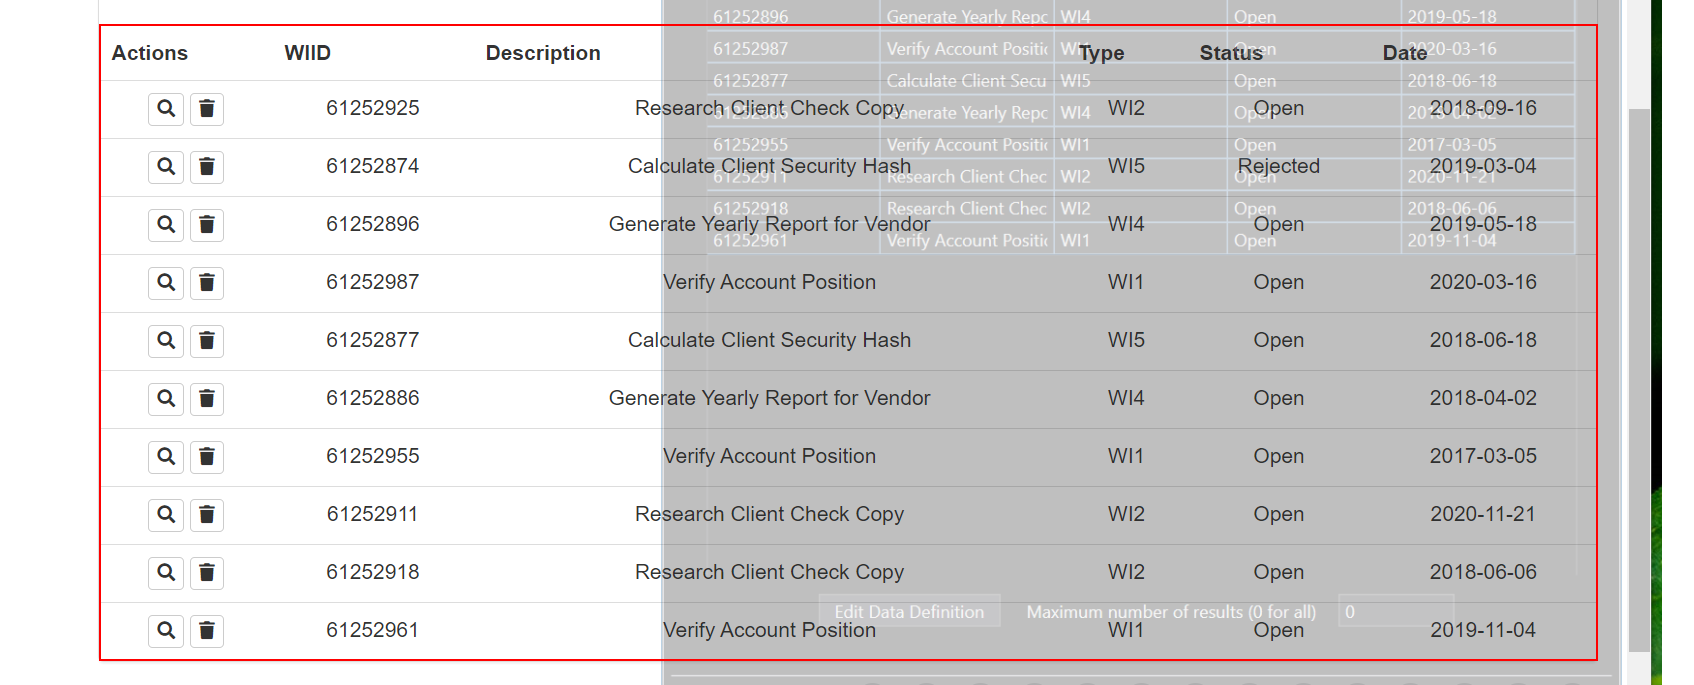 61252896 Generate Yearly Repc WI4 Open 2019-05-18
Actions WIID Description Type Status Date
61252987 Verify Account Positic WI1 Open 2020-03-16
61252877 Calculate Client Secu WI5 Open 2018-06-18
61252925 Research Client Check Copy WI2 Open 2018-09-16
61252886 Generate Yearly Repc WI4 Open 2018-04-02
61252955 Verify Account Positic WI1 Open 2017-03-05
61252874 Calculate Client Security Hash WI5 Rejected 2019-03-04
61252911 Research Client Chec WI2 Open 2020-11-21
61252918 Research Client Chec WI2 Open 2018-06-06
61252896 Generate Yearly Report for Vendor WI4 Open 2019-05-18
61252961 Verify Account Positic WI1 Open 2019-11-04
61252987 Verify Account Position WI1 Open 2020-03-16
61252877 Calculate Client Security Hash WI5 Open 2018-06-18
61252886 Generate Yearly Report for Vendor WI4 Open 2018-04-02
61252955 Verify Account Position WI1 Open 2017-03-05
61252911 Research Client Check Copy WI2 Open 2020-11-21
61252918 Research Client Check Copy WI2 Open 2018-06-06
Edit Data Definition Maximum number of results (0 for all) 0
61252961 Verify Account Position WI1 Open 2019-11-04